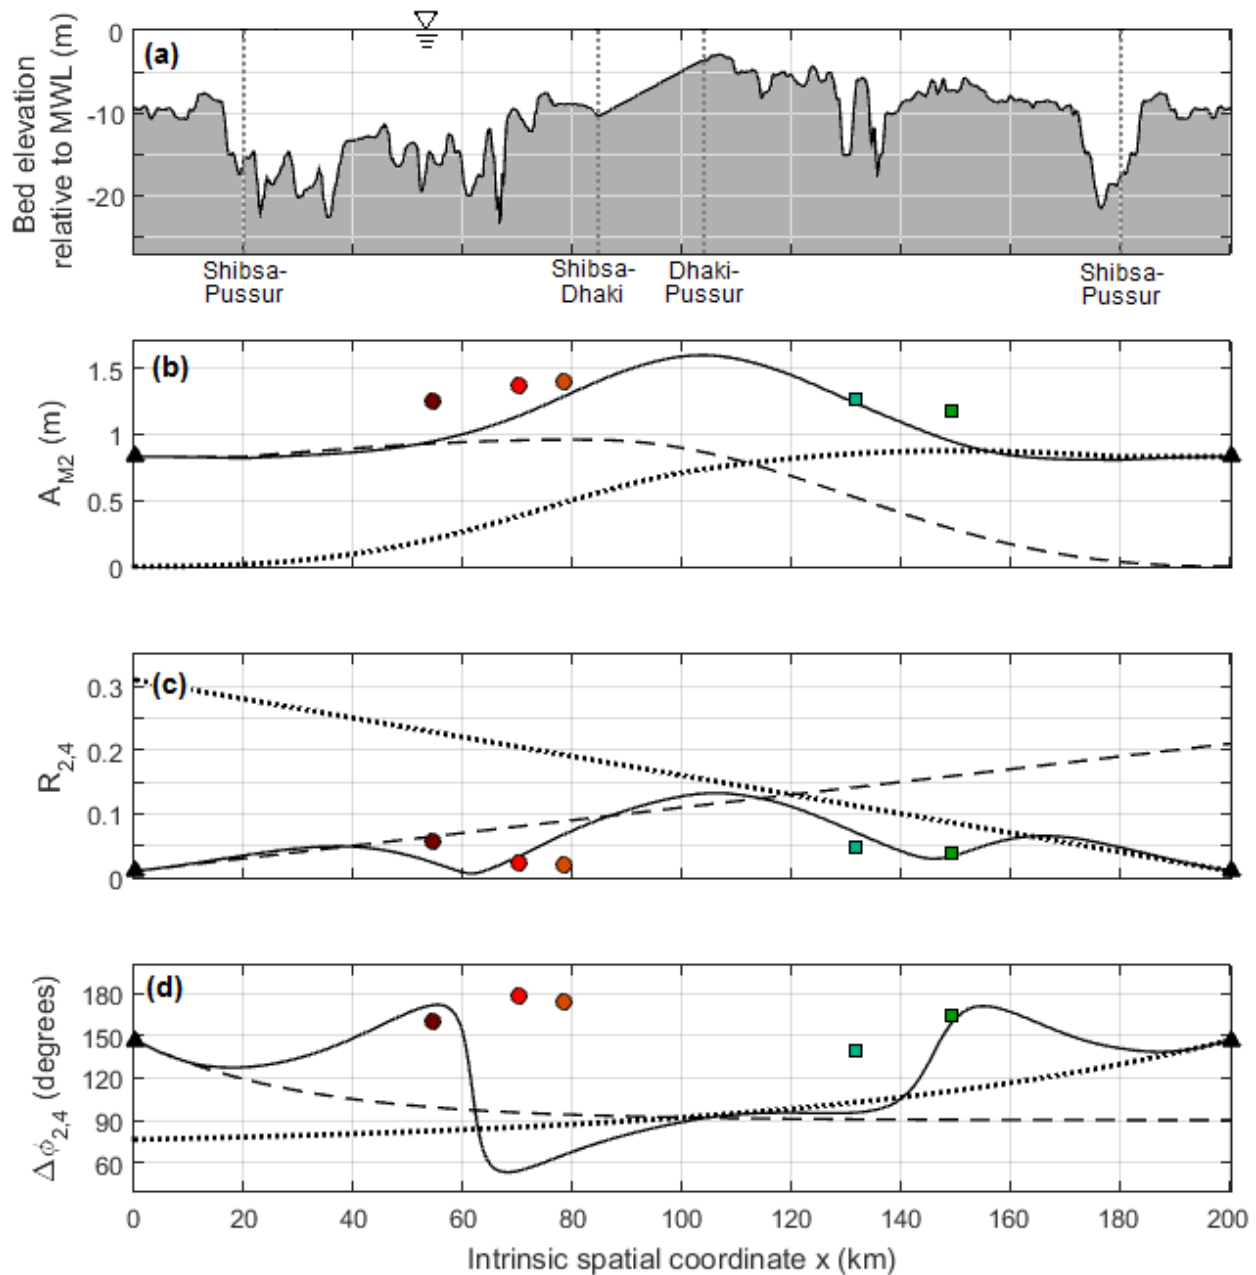 Bed elevation
relative to MWL (m)
0
-10
-20
(a)
Shibsa-
Pussur
Shibsa-
Dhaki
Dhaki-
Pussur
Shibsa-
Pussur
A_M2 (m)
1.5
1
0.5
0
(b)
R_2,4
0.3
0.2
0.1
0
(c)
Δϕ_2,4 (degrees)
180
150
120
90
60
(d)
0 20 40 60 80 100 120 140 160 180 200
Intrinsic spatial coordinate x (km)